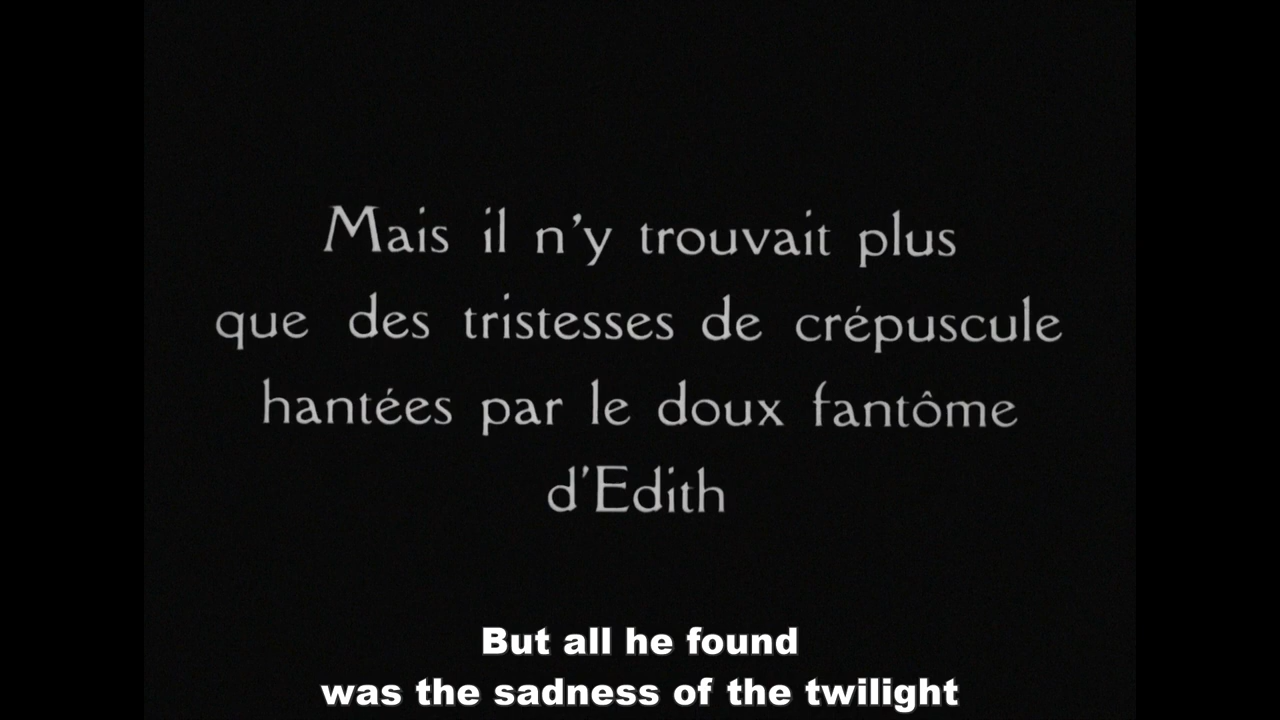 Mais il n'y trouvait plus
que des tristesses de crépuscule
hantées par le doux fantôme
d'Edith
But all he found
was the sadness of the twilight